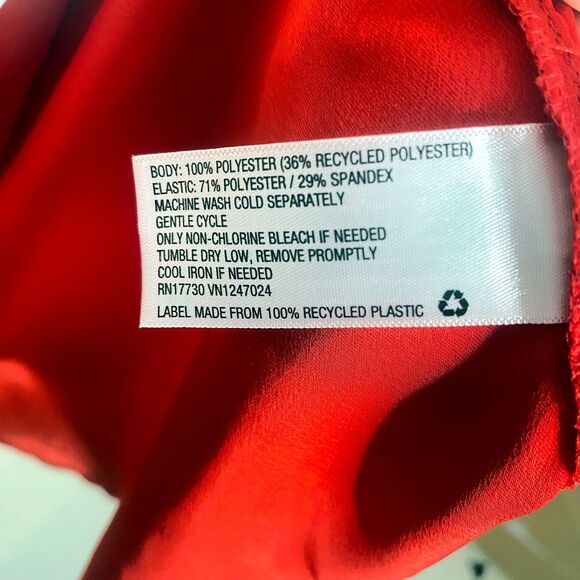 BODY: 100% POLYESTER (36% RECYCLED POLYESTER)
ELASTIC: 71% POLYESTER / 29% SPANDEX
MACHINE WASH COLD SEPARATELY
GENTLE CYCLE
ONLY NON-CHLORINE BLEACH IF NEEDED
TUMBLE DRY LOW, REMOVE PROMPTLY
COOL IRON IF NEEDED
RN17730 VN1247024
LABEL MADE FROM 100% RECYCLED PLASTIC